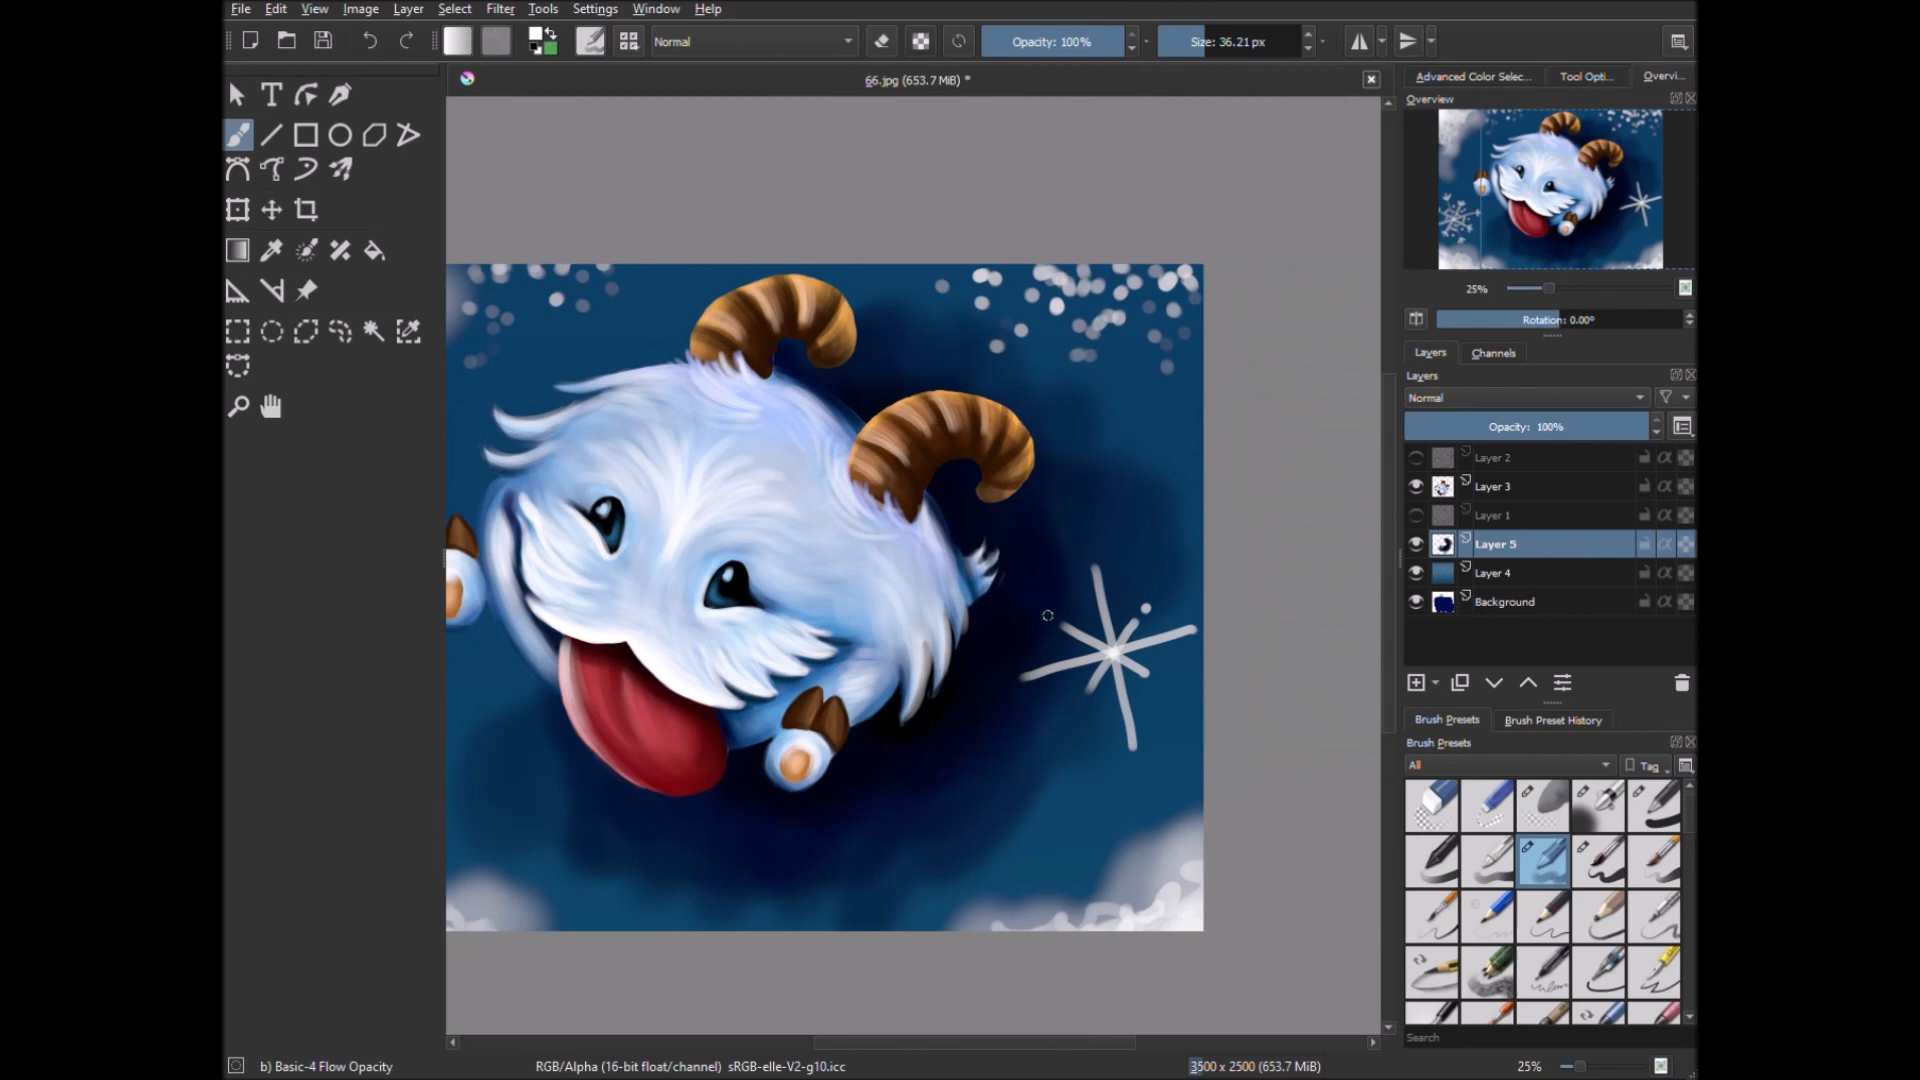 File Edit View Image Layer Select Filter Tools Settings Window Help
Normal Opacity: 100% Size: 36.21 px
66.jpg (653.7 MiB) *
Advanced Color Selec... Tool Opti... Overvi...
Overview
25%
Rotation: 0.00°
Layers Channels
Layers
Normal
Opacity: 100%
Layer 2
Layer 3
Layer 1
Layer 5
Layer 4
Background
Brush Presets Brush Preset History
Brush Presets
All Tag
Search
b) Basic-4 Flow Opacity RGB/Alpha (16-bit float/channel) sRGB-elle-V2-g10.icc 3500 x 2500 (653.7 MiB) 25%